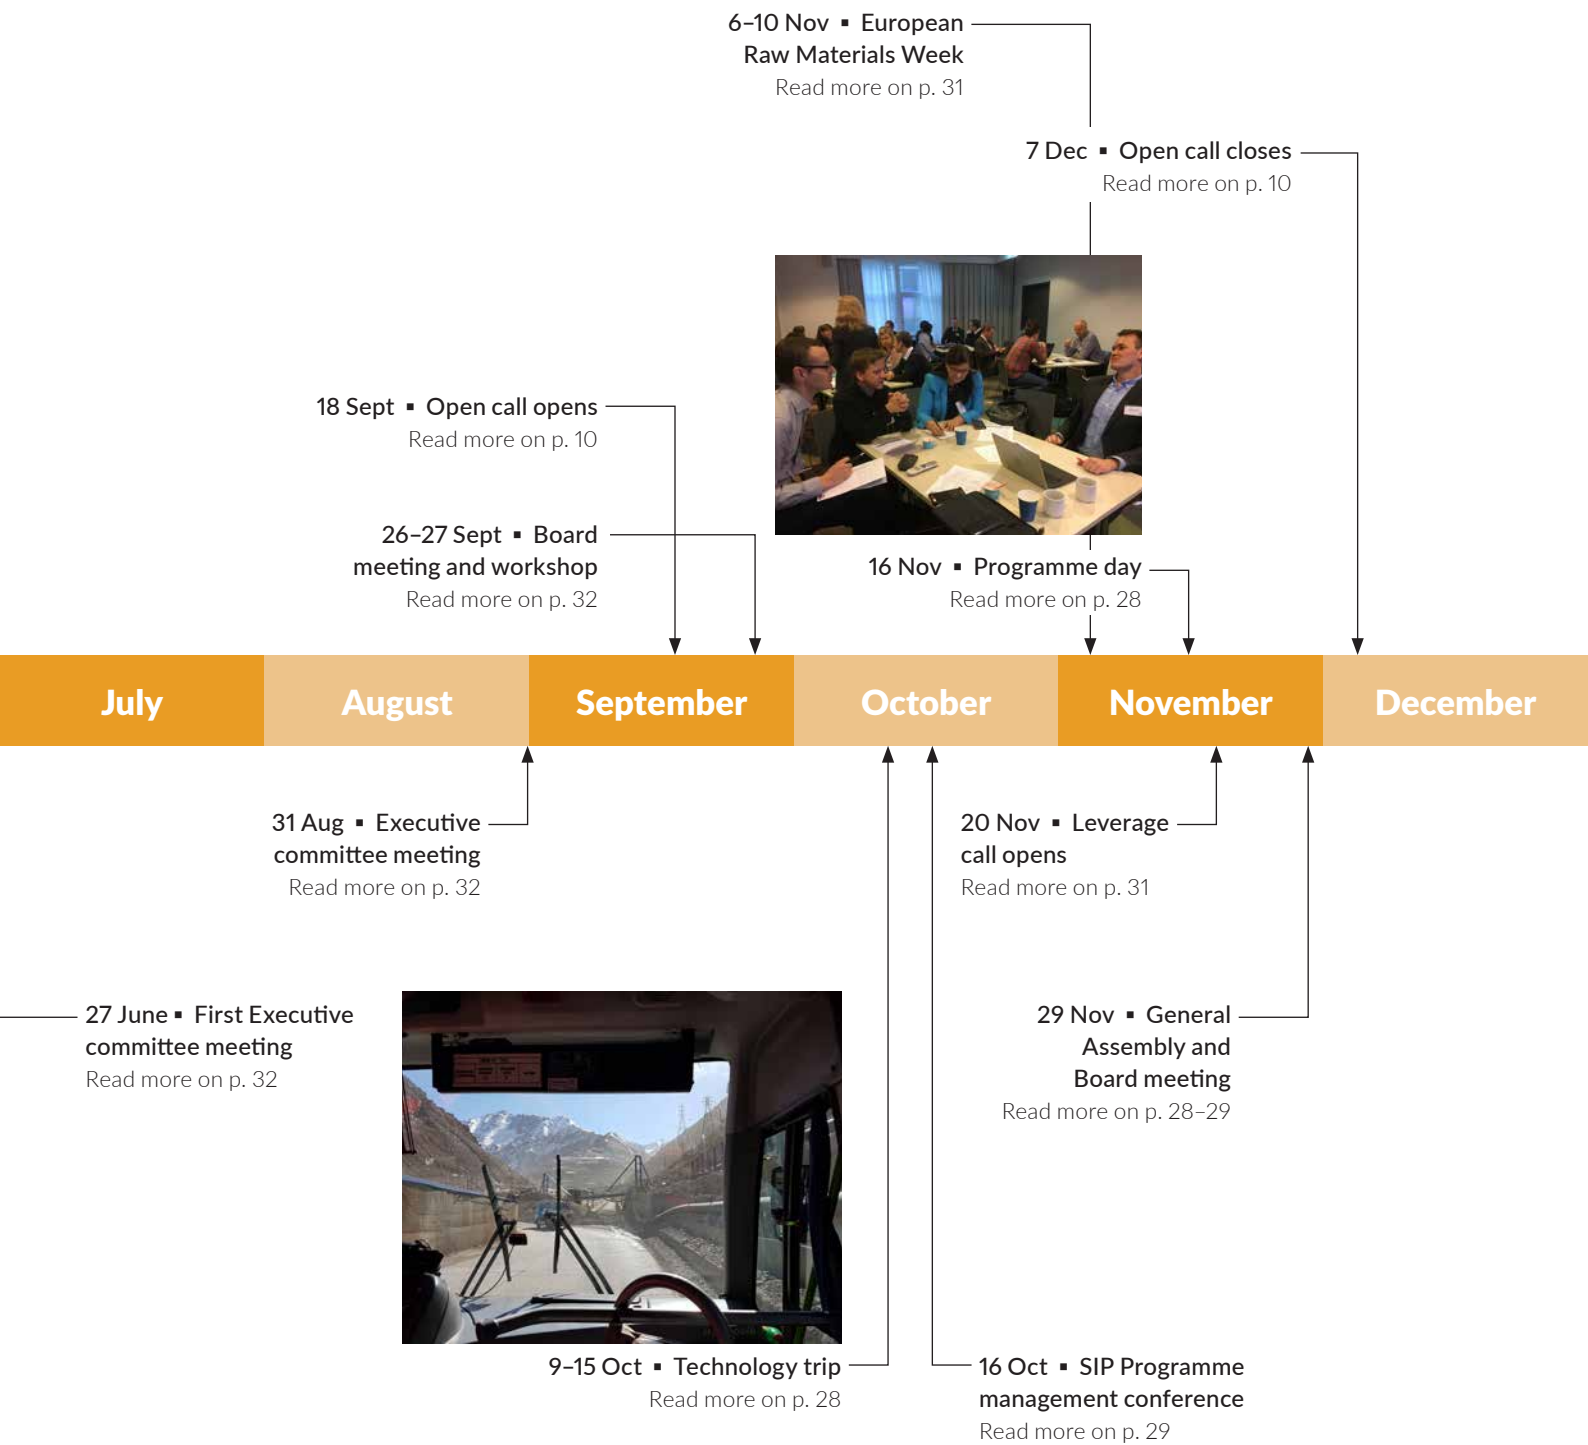 6–10 Nov ▪ European
Raw Materials Week
Read more on p. 31
7 Dec ▪ Open call closes
Read more on p. 10
18 Sept ▪ Open call opens
Read more on p. 10
26–27 Sept ▪ Board
meeting and workshop
Read more on p. 32
16 Nov ▪ Programme day
Read more on p. 28
July
August
September
October
November
December
31 Aug ▪ Executive
committee meeting
Read more on p. 32
20 Nov ▪ Leverage
call opens
Read more on p. 31
27 June ▪ First Executive
committee meeting
Read more on p. 32
29 Nov ▪ General
Assembly and
Board meeting
Read more on p. 28–29
9–15 Oct ▪ Technology trip
Read more on p. 28
16 Oct ▪ SIP Programme
management conference
Read more on p. 29